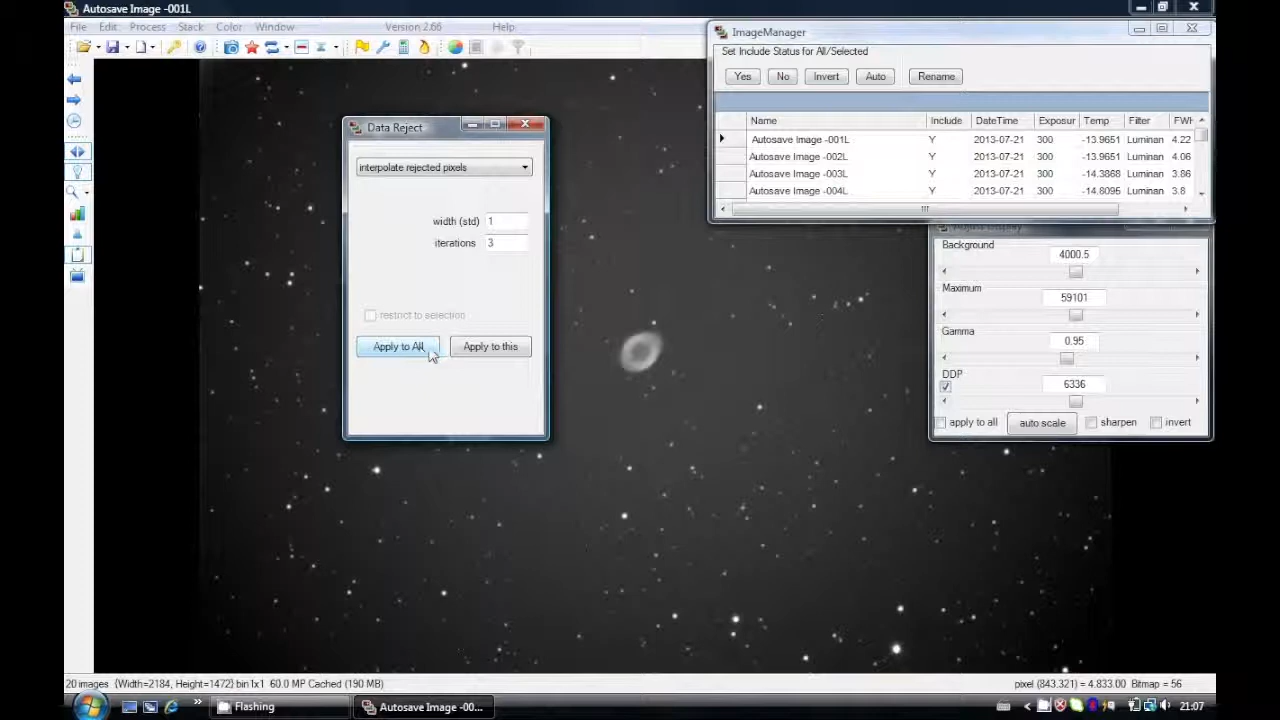 Autosave Image -001L
File Edit Process Stack Color Window Version 2.66 Help
ImageManager
Set Include Status for All/Selected
Yes No Invert Auto Rename
Name Include DateTime Exposur Temp Filter FWH
Autosave Image -001L Y 2013-07-21 300 -13.9651 Luminan 4.22
Autosave Image -002L Y 2013-07-21 300 -13.9651 Luminan 4.06
Autosave Image -003L Y 2013-07-21 300 -14.3868 Luminan 3.86
Autosave Image -004L Y 2013-07-21 300 -14.8095 Luminan 3.8
Data Reject
interpolate rejected pixels
width (std) 1
iterations 3
restrict to selection
Apply to All Apply to this
Background
4000.5
Maximum
59101
Gamma
0.95
DDP
6336
apply to all auto scale sharpen invert
20 images {Width=2184, Height=1472} bin1x1 60.0 MP Cached (190 MB) pixel (843.321) = 4.833.00 Bitmap = 56
Flashing Autosave Image -00... 21:07